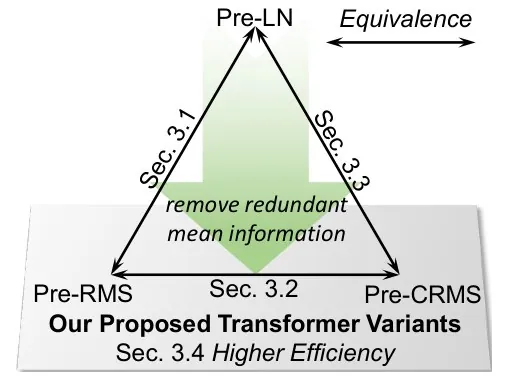 Pre-LN
Equivalence
Sec. 3.1
Sec. 3.3
remove redundant
mean information
Pre-RMS
Sec. 3.2
Pre-CRMS
Our Proposed Transformer Variants
Sec. 3.4 Higher Efficiency